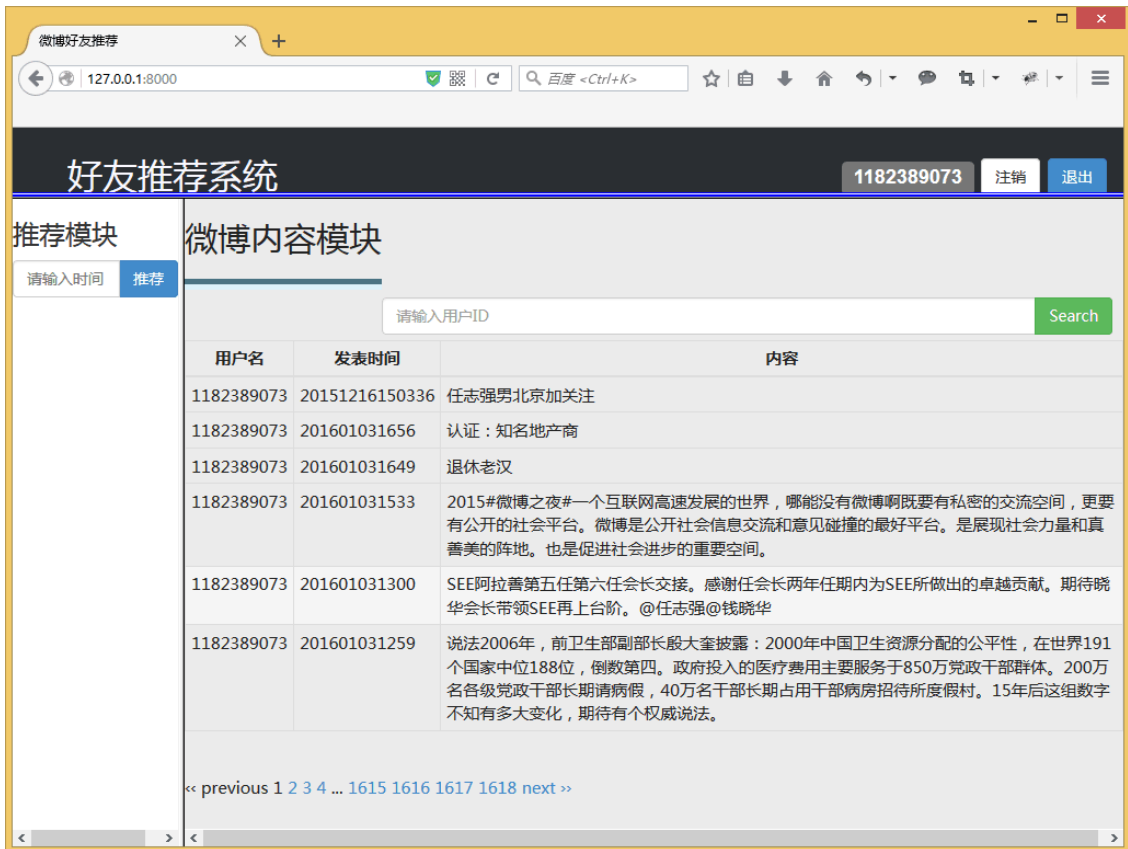 微博好友推荐
127.0.0.1:8000
百度 <Ctrl+K>
好友推荐系统
1182389073 注销 退出
推荐模块
请输入时间 推荐
微博内容模块
请输入用户ID Search
用户名 发表时间 内容
1182389073 20151216150336 任志强男北京加关注
1182389073 201601031656 认证：知名地产商
1182389073 201601031649 退休老汉
1182389073 201601031533 2015#微博之夜#一个互联网高速发展的世界，哪能没有微博啊既要有私密的交流空间，更要
有公开的社会平台。微博是公开社会信息交流和意见碰撞的最好平台。是展现社会力量和真
善美的阵地。也是促进社会进步的重要空间。
1182389073 201601031300 SEE阿拉善第五任第六任会长交接。感谢任会长两年任期内为SEE所做出的卓越贡献。期待晓
华会长带领SEE再上台阶。@任志强@钱晓华
1182389073 201601031259 说法2006年，前卫生部副部长殷大奎披露：2000年中国卫生资源分配的公平性，在世界191
个国家中位188位，倒数第四。政府投入的医疗费用主要服务于850万党政干部群体。200万
名各级党政干部长期请病假，40万名干部长期占用干部病房招待所度假村。15年后这组数字
不知有多大变化，期待有个权威说法。
‹‹ previous 1 2 3 4 ... 1615 1616 1617 1618 next ››